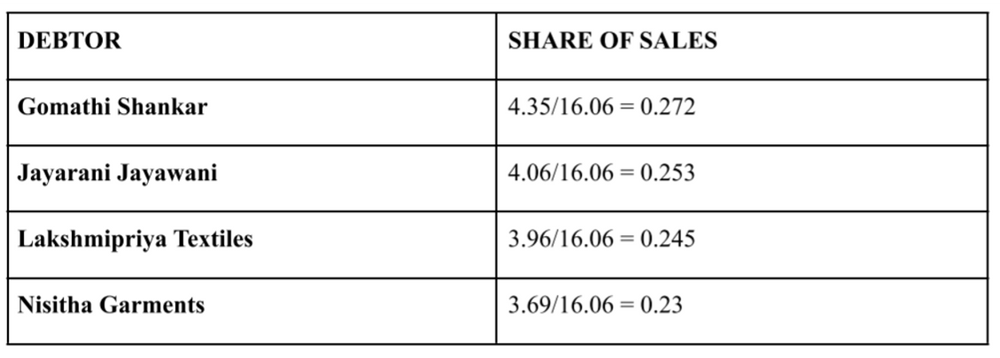 DEBTOR SHARE OF SALES
Gomathi Shankar 4.35/16.06 = 0.272
Jayarani Jayawani 4.06/16.06 = 0.253
Lakshmipriya Textiles 3.96/16.06 = 0.245
Nisitha Garments 3.69/16.06 = 0.23